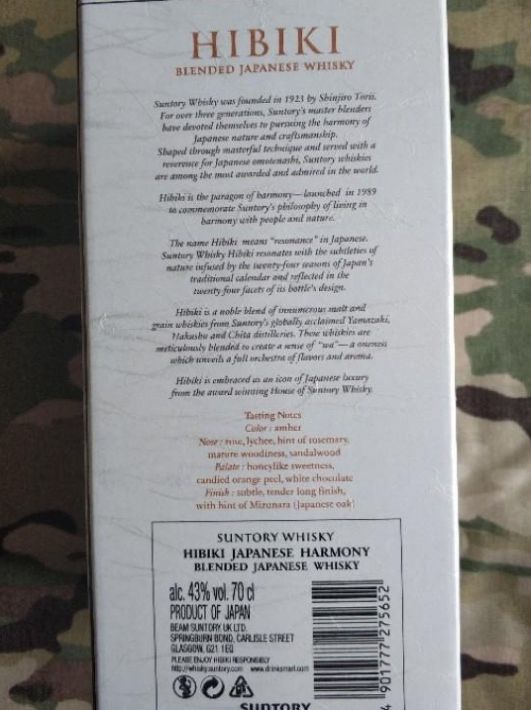 HIBIKI
BLENDED JAPANESE WHISKY
Suntory Whisky was founded in 1923 by Shinjiro Torii.
For over three generations, Suntory's master blenders
have devoted themselves to pursuing the harmony of
Japanese nature and craftsmanship.
Shaped through masterful technique and served with a
reverence for Japanese omotenashi, Suntory whiskies
are among the most awarded and admired in the world.
Hibiki is the paragon of harmony—launched in 1989
to commemorate Suntory's philosophy of living in
harmony with people and nature.
The name Hibiki means "resonance" in Japanese.
Suntory Whisky Hibiki resonates with the subtleties of
nature infused by the twenty-four seasons of Japan's
traditional calendar and reflected in the
twenty four facets of its bottle's design.
Hibiki is a noble blend of innumerous malt and
grain whiskies from Suntory's globally acclaimed Yamazaki,
Hakushu and Chita distilleries. These whiskies are
meticulously blended to create a sense of "wa"—a oneness
which unveils a full orchestra of flavors and aroma.
Hibiki is embraced as an icon of Japanese luxury
from the award winning House of Suntory Whisky.
Tasting Notes
Color : amber
Nose : rose, lychee, hint of rosemary,
mature woodiness, sandalwood
Palate : honeylike sweetness,
candied orange peel, white chocolate
Finish : subtle, tender long finish,
with hint of Mizunara (Japanese oak)
SUNTORY WHISKY
HIBIKI JAPANESE HARMONY
BLENDED JAPANESE WHISKY
alc. 43% vol. 70 cl
PRODUCT OF JAPAN
BEAM SUNTORY UK LTD.
SPRINGBURN BOND, CARLISLE STREET
GLASGOW, G21 1EQ
PLEASE ENJOY HIBIKI RESPONSIBLY
http://whisky.suntory.com www.drinksmart.com
4 901777 275652
SUNTORY